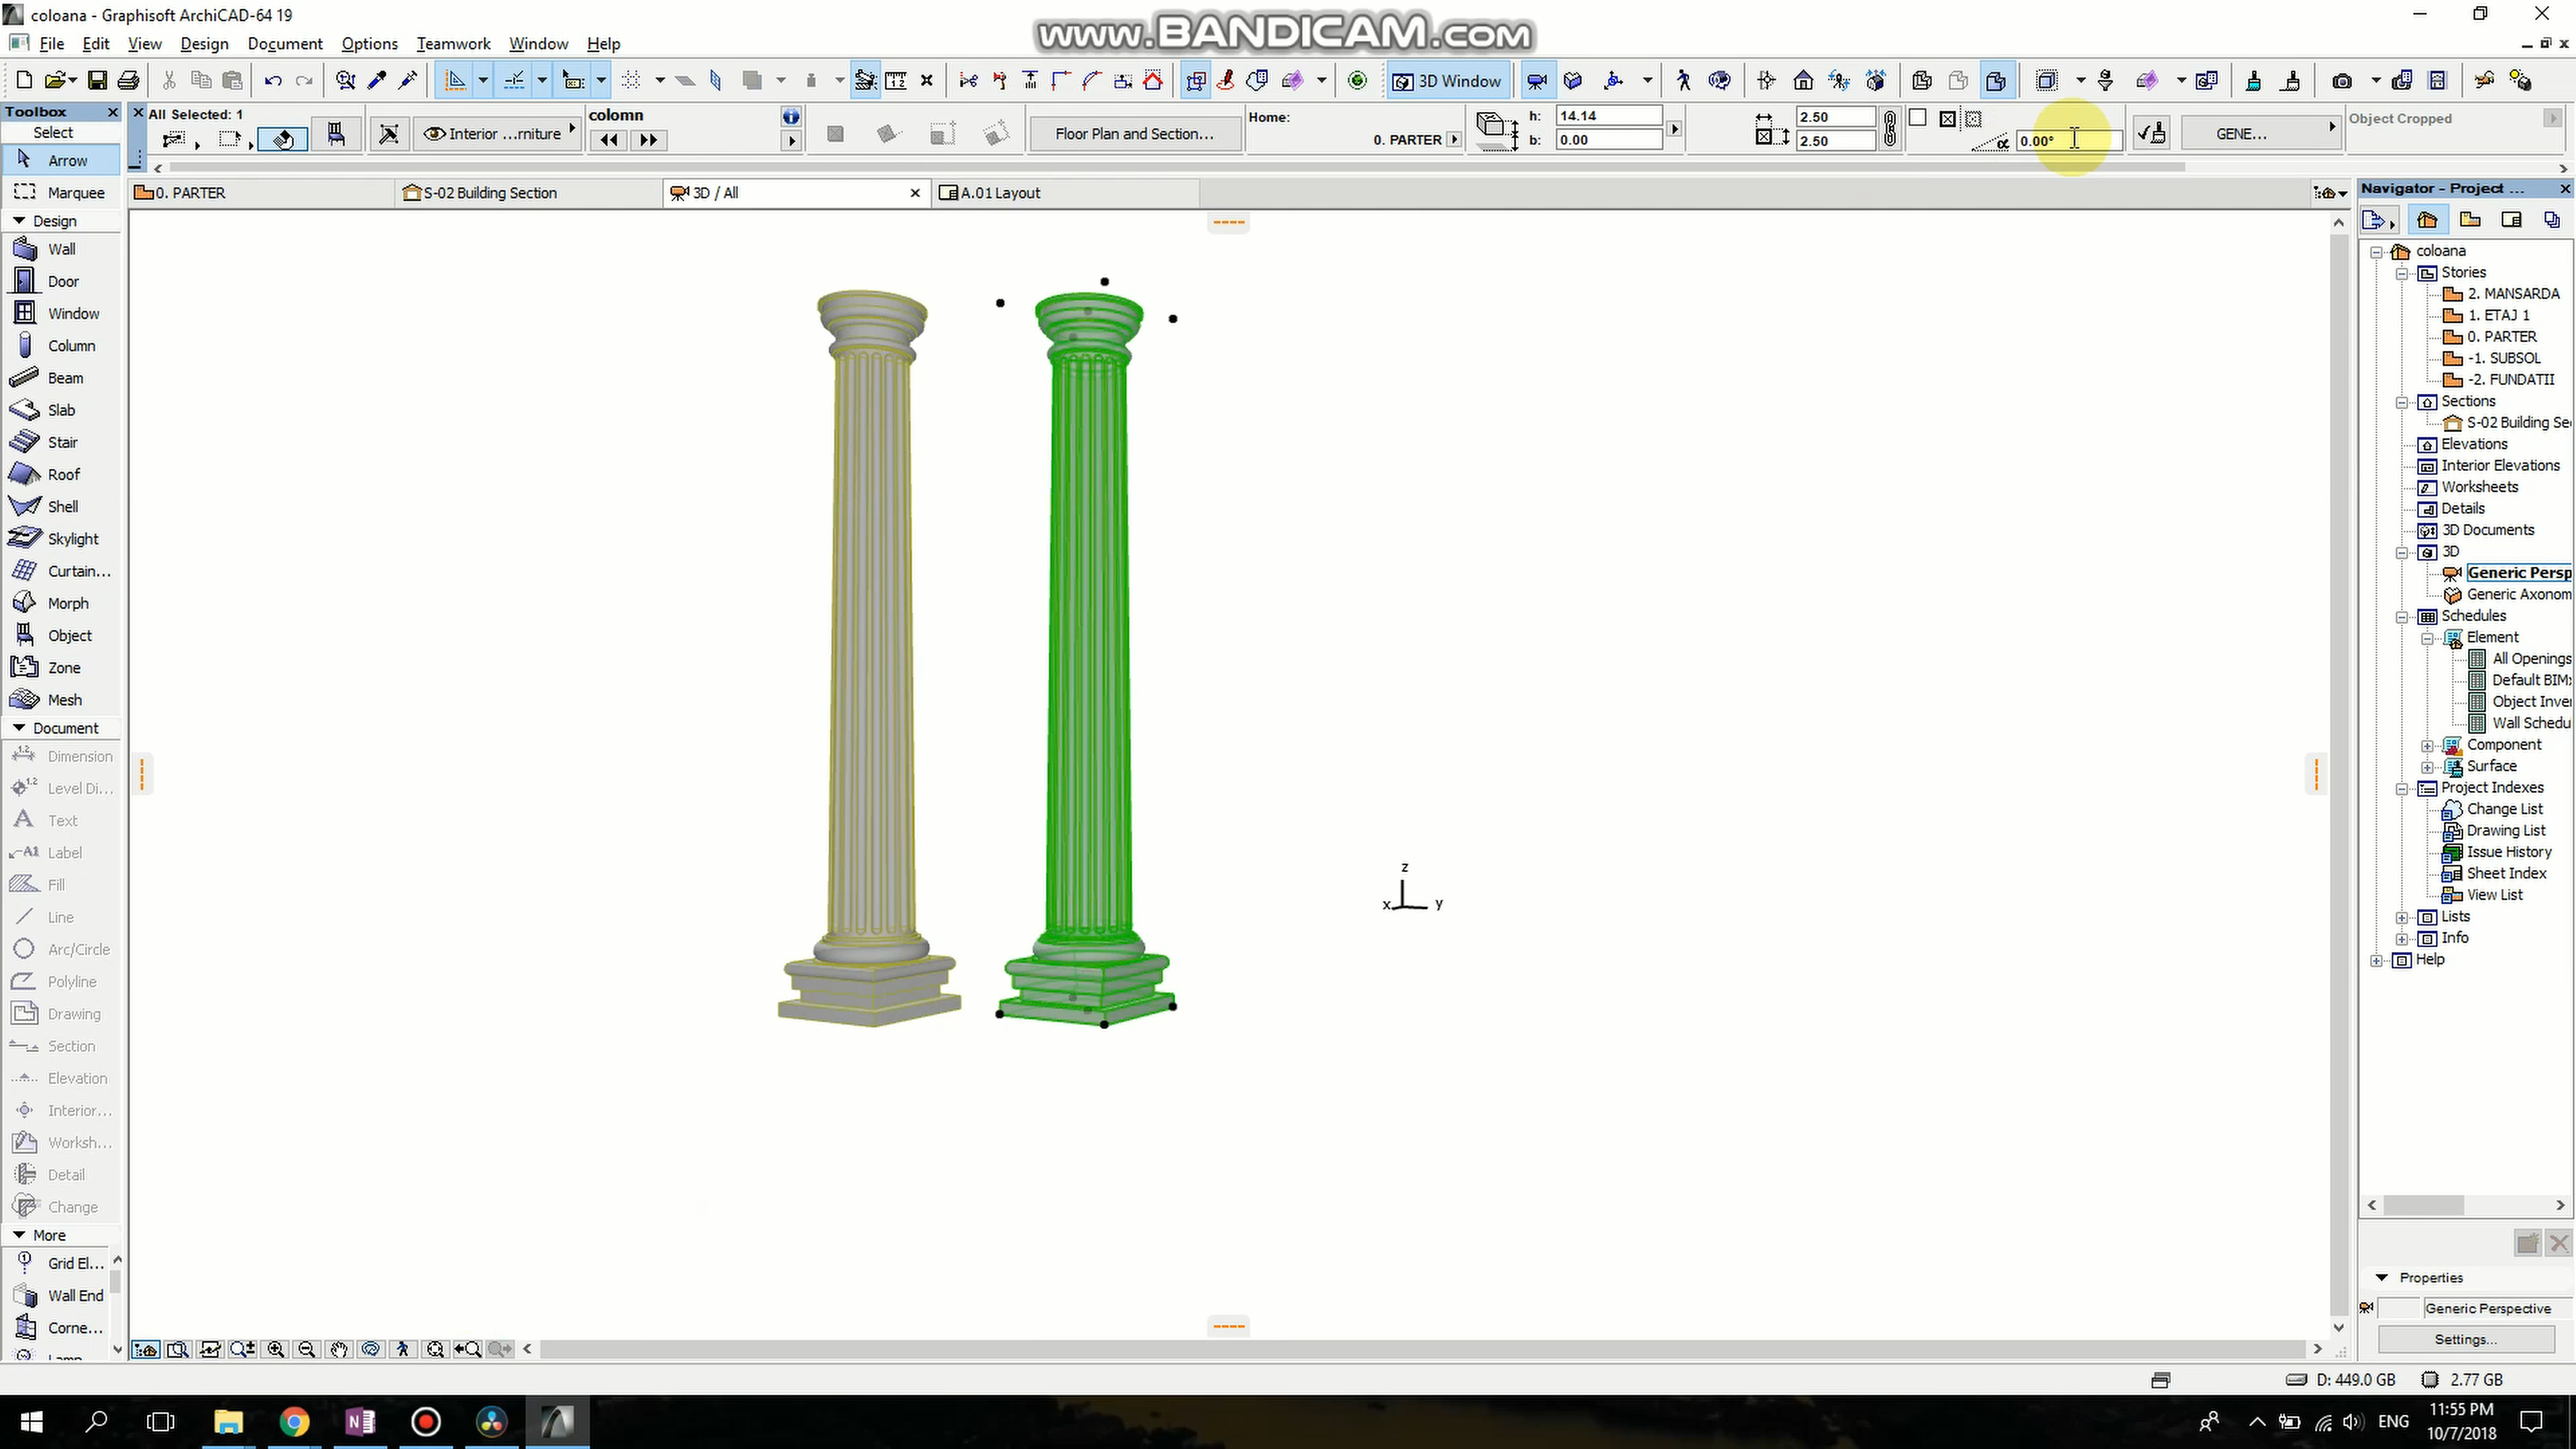 coloana - Graphisoft ArchiCAD-64 19
www.BANDICAM.com
File Edit View Design Document Options Teamwork Window Help
3D Window
Toolbox
Select
Arrow
Marquee
Design
Wall
Door
Window
Column
Beam
Slab
Stair
Roof
Shell
Skylight
Curtain...
Morph
Object
Zone
Mesh
Document
Dimension
Level Di...
Text
Label
Fill
Line
Arc/Circle
Polyline
Drawing
Section
Elevation
Interior...
Worksh...
Detail
Change
More
Grid El...
Wall End
Corne...
All Selected: 1
Interior ...rniture
colomn
Floor Plan and Section...
Home:
0. PARTER
h: 14.14
b: 0.00
2.50
2.50
α 0.00°
GENE...
Object Cropped
0. PARTER
S-02 Building Section
3D / All
A.01 Layout
z
x y
Navigator - Project ...
coloana
Stories
2. MANSARDA
1. ETAJ 1
0. PARTER
-1. SUBSOL
-2. FUNDATII
Sections
S-02 Building Se
Elevations
Interior Elevations
Worksheets
Details
3D Documents
3D
Generic Persp
Generic Axonom
Schedules
Element
All Openings
Default BIMx
Object Inve
Wall Schedu
Component
Surface
Project Indexes
Change List
Drawing List
Issue History
Sheet Index
View List
Lists
Info
Help
Properties
Generic Perspective
Settings...
D: 449.0 GB 2.77 GB
ENG
11:55 PM
10/7/2018